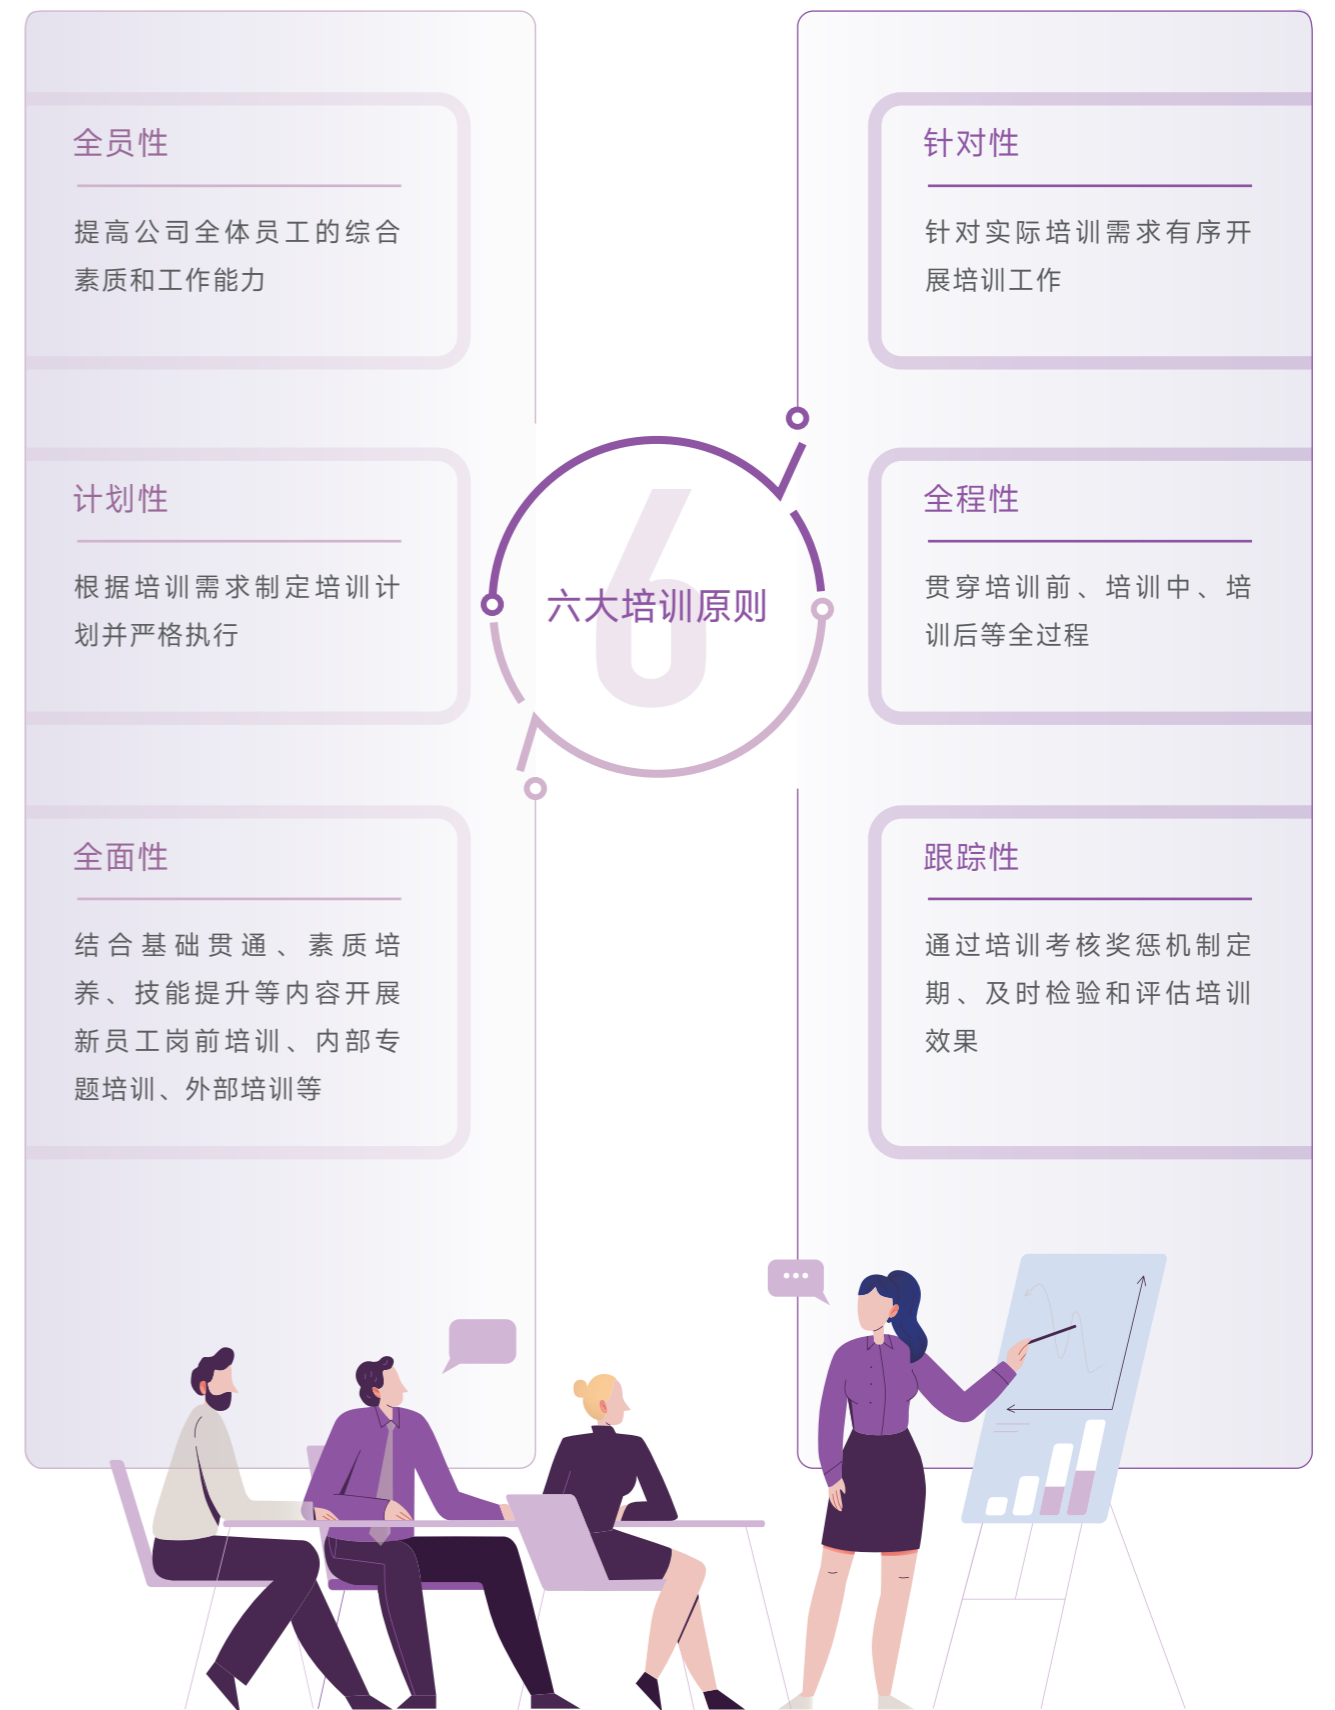 全员性
提高公司全体员工的综合
素质和工作能力
计划性
根据培训需求制定培训计
划并严格执行
全面性
结合基础贯通、素质培
养、技能提升等内容开展
新员工岗前培训、内部专
题培训、外部培训等
6
六大培训原则
针对性
针对实际培训需求有序开
展培训工作
全程性
贯穿培训前、培训中、培
训后等全过程
跟踪性
通过培训考核奖惩机制定
期、及时检验和评估培训
效果